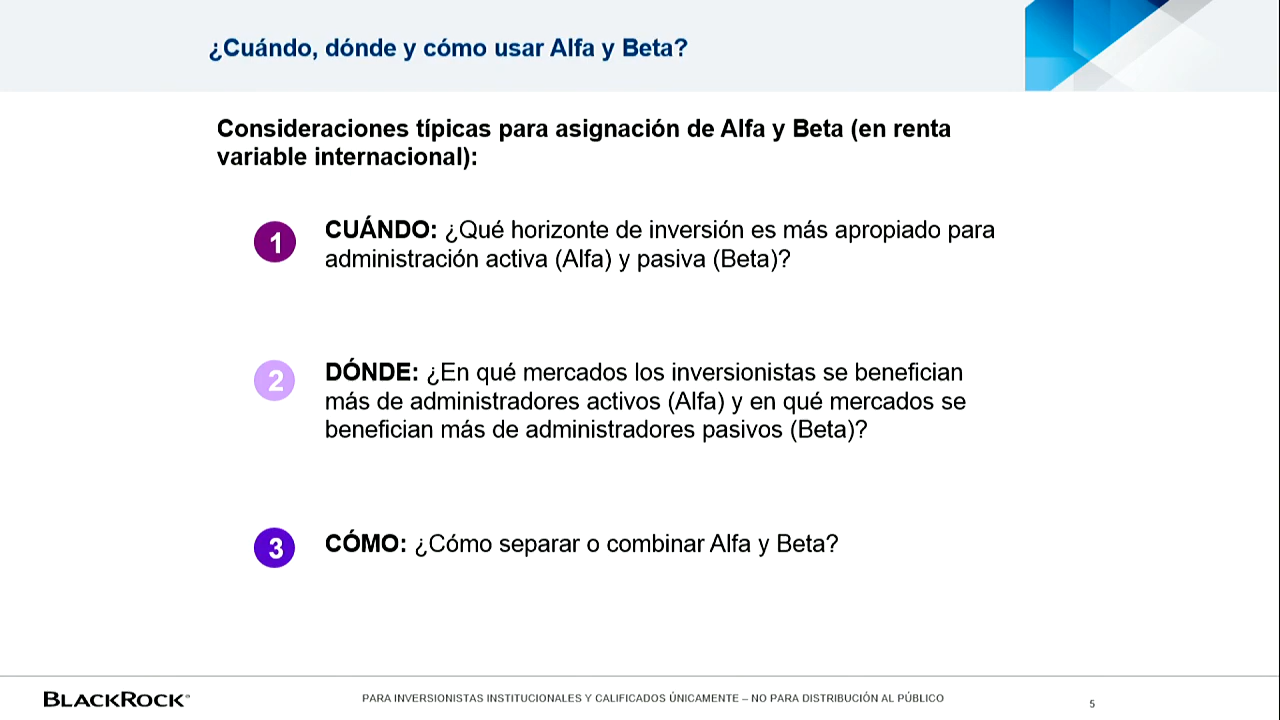 ¿Cuándo, dónde y cómo usar Alfa y Beta?
Consideraciones típicas para asignación de Alfa y Beta (en renta
variable internacional):
1
CUÁNDO: ¿Qué horizonte de inversión es más apropiado para
administración activa (Alfa) y pasiva (Beta)?
2
DÓNDE: ¿En qué mercados los inversionistas se benefician
más de administradores activos (Alfa) y en qué mercados se
benefician más de administradores pasivos (Beta)?
3
CÓMO: ¿Cómo separar o combinar Alfa y Beta?
BLACKROCK®
PARA INVERSIONISTAS INSTITUCIONALES Y CALIFICADOS ÚNICAMENTE – NO PARA DISTRIBUCIÓN AL PÚBLICO
5